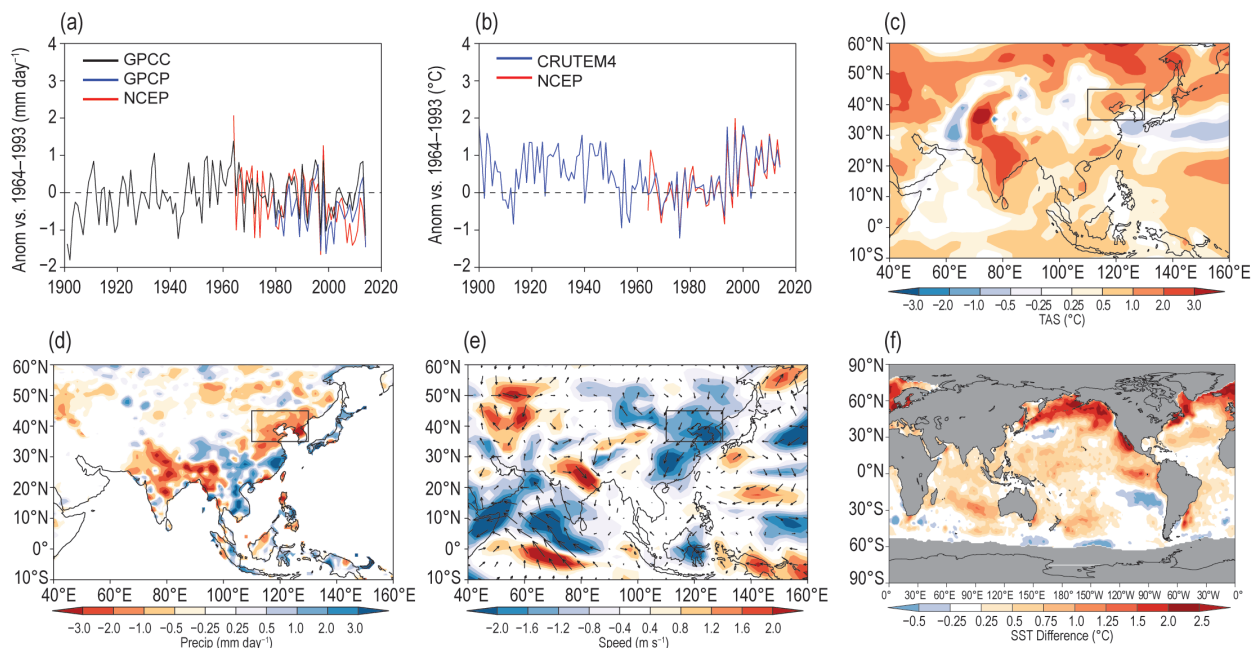 (a)
Anom vs. 1964–1993 (mm day⁻¹)
4
3
2
1
0
−1
−2
1900 1920 1940 1960 1980 2000 2020
GPCC
GPCP
NCEP
(b)
Anom vs. 1964–1993 (°C)
4
3
2
1
0
−1
−2
1900 1920 1940 1960 1980 2000 2020
CRUTEM4
NCEP
(c)
60°N
50°N
40°N
30°N
20°N
10°N
0°
10°S
40°E 60°E 80°E 100°E 120°E 140°E 160°E
−3.0 −2.0 −1.0 −0.5 −0.25 0.25 0.5 1.0 2.0 3.0
TAS (°C)
(d)
60°N
50°N
40°N
30°N
20°N
10°N
0°
10°S
40°E 60°E 80°E 100°E 120°E 140°E 160°E
−3.0 −2.0 −1.0 −0.5 −0.25 0.25 0.5 1.0 2.0 3.0
Precip (mm day⁻¹)
(e)
60°N
50°N
40°N
30°N
20°N
10°N
0°
10°S
40°E 60°E 80°E 100°E 120°E 140°E 160°E
−2.0 −1.6 −1.2 −0.8 −0.4 0.4 0.8 1.2 1.6 2.0
Speed (m s⁻¹)
(f)
90°N
60°N
30°N
0°N
30°S
60°S
90°S
0° 30°E 60°E 90°E 120°E 150°E 180° 150°W 120°W 90°W 60°W 30°W 0°
−0.5 −0.25 0.25 0.5 1.0 1.25 1.5 2.0 2.5
SST Difference (°C)